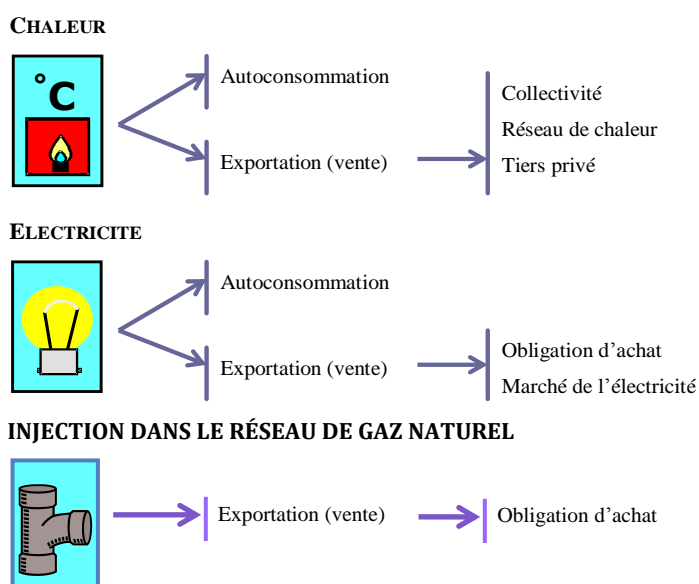 CHALEUR
°C
Autoconsommation
Exportation (vente)
Collectivité
Réseau de chaleur
Tiers privé
ELECTRICITE
Autoconsommation
Exportation (vente)
Obligation d’achat
Marché de l’électricité
INJECTION DANS LE RÉSEAU DE GAZ NATUREL
Exportation (vente)
Obligation d’achat